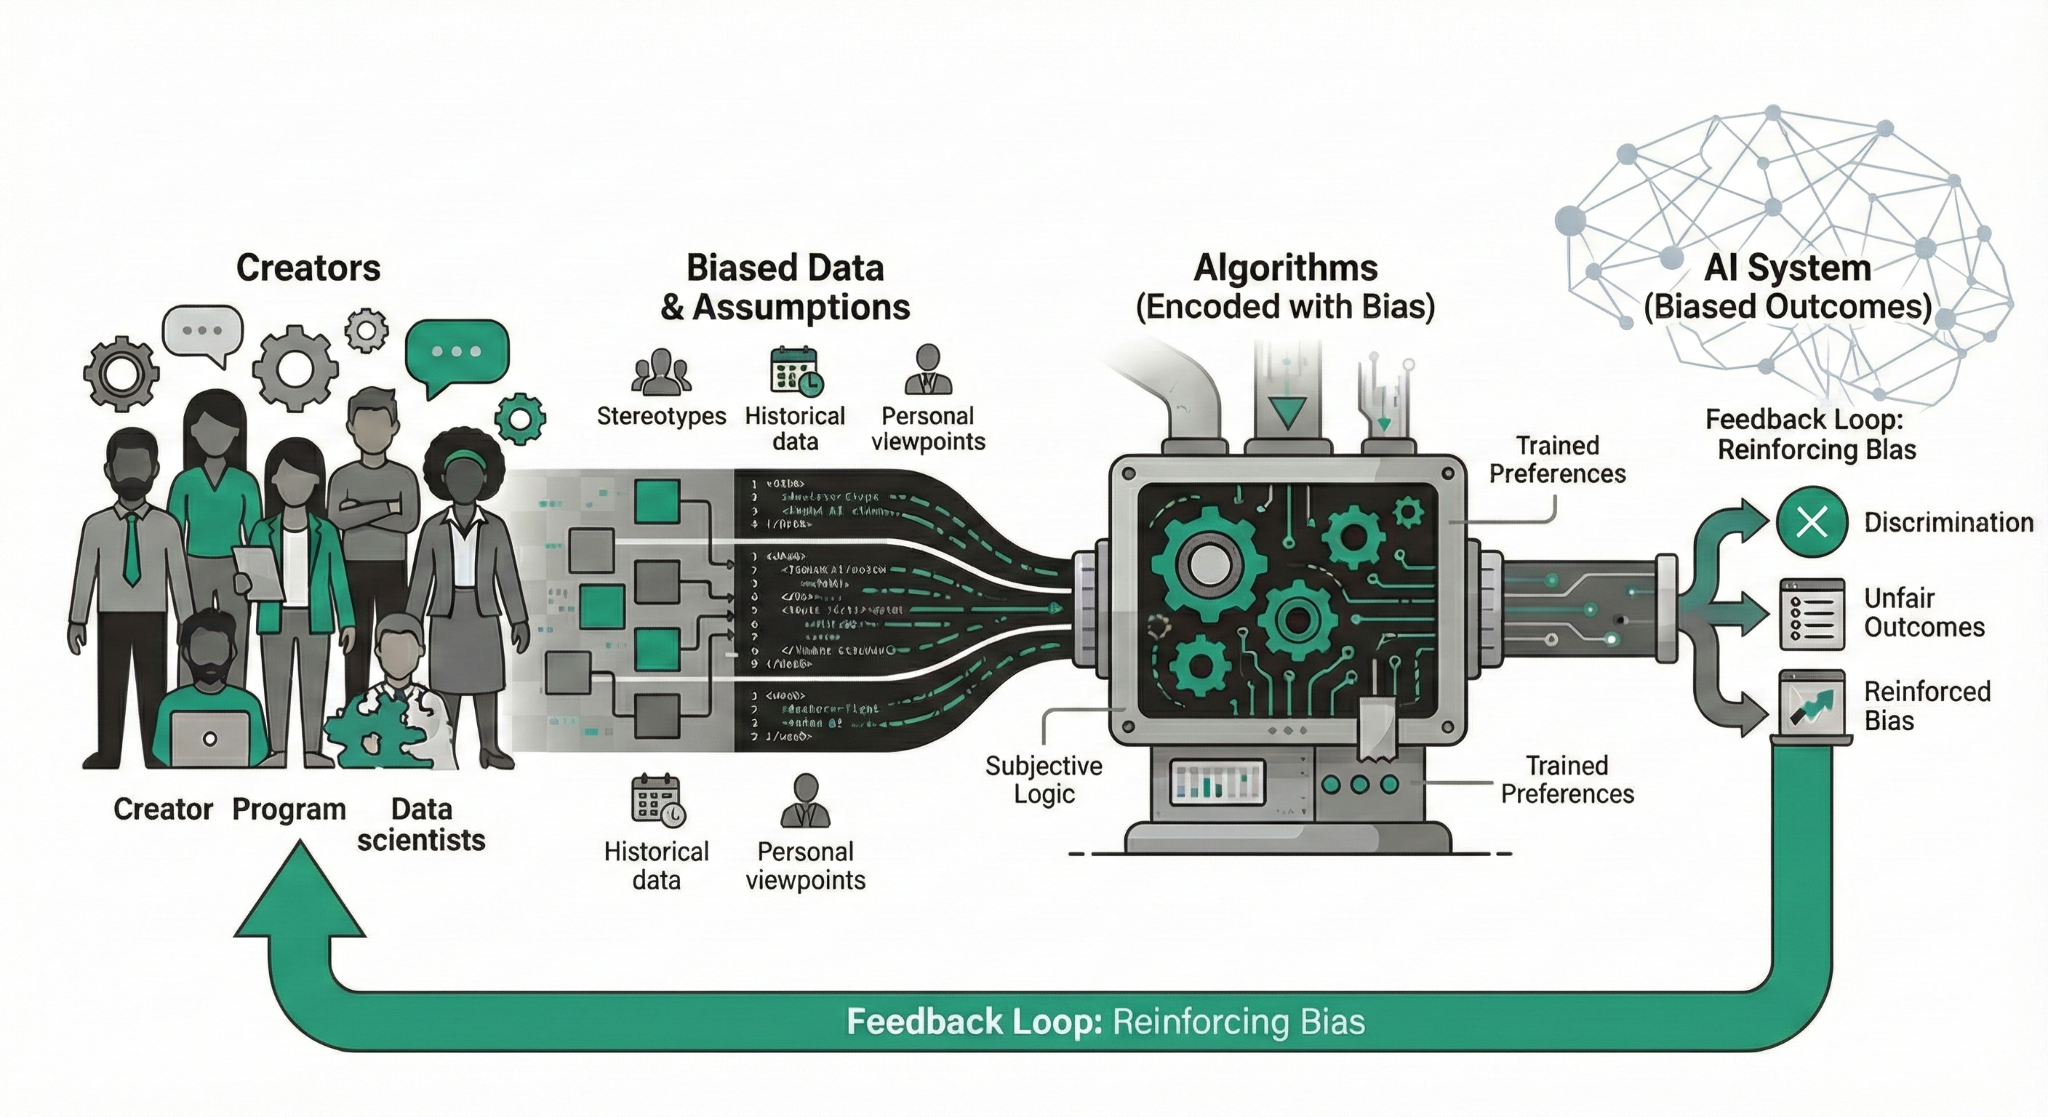 Creators
Biased Data
& Assumptions
Algorithms
(Encoded with Bias)
AI System
(Biased Outcomes)
Stereotypes
Historical
data
Personal
viewpoints
Feedback Loop:
Reinforcing Blas
Trained
Preferences
Discrimination
Unfair
Outcomes
Reinforced
Bias
Subjective
Logic
Trained
Preferences
Creator Program Data
scientists
Historical
data
Personal
viewpoints
Feedback Loop: Reinforcing Bias